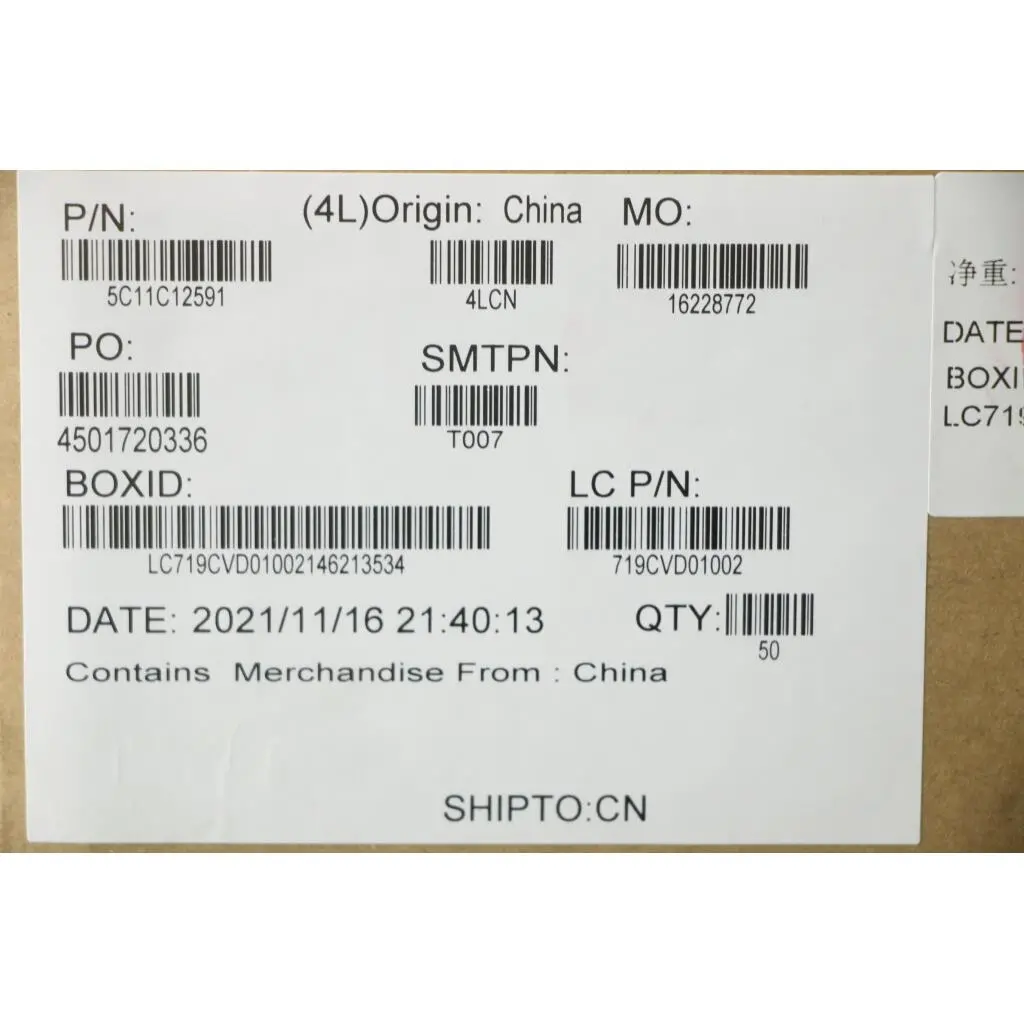 P/N:
(4L)Origin: China
MO:
5C11C12591
4LCN
16228772
PO:
SMTPN:
4501720336
T007
BOXID:
LC P/N:
LC719CVD01002146213534
719CVD01002
DATE: 2021/11/16 21:40:13
QTY:
50
Contains Merchandise From : China
SHIPTO:CN
净重:
DATE
BOXI
LC719